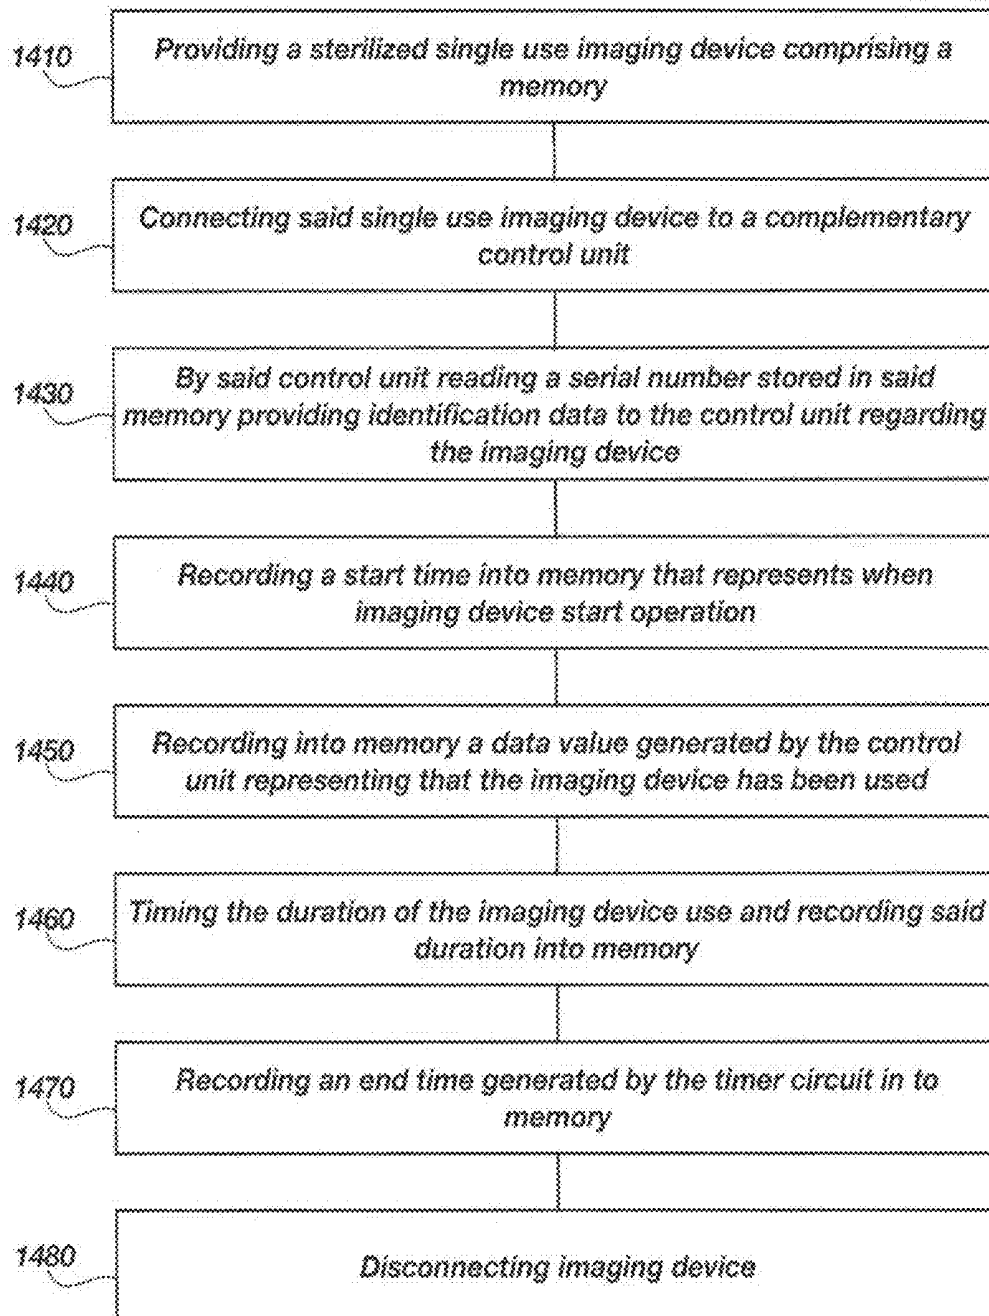 1410
Providing a sterilized single use imaging device comprising a
memory
1420
Connecting said single use imaging device to a complementary
control unit
1430
By said control unit reading a serial number stored in said
memory providing identification data to the control unit regarding
the imaging device
1440
Recording a start time into memory that represents when
imaging device start operation
1450
Recording into memory a data value generated by the control
unit representing that the imaging device has been used
1460
Timing the duration of the imaging device use and recording said
duration into memory
1470
Recording an end time generated by the timer circuit in to
memory
1480
Disconnecting imaging device